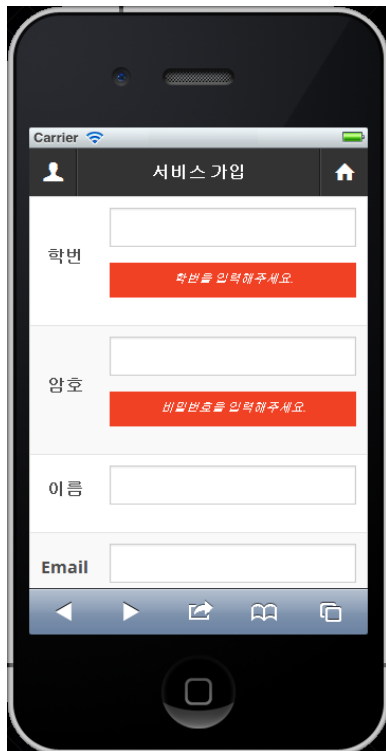 Carrier
서비스 가입
학번
학번을 입력해주세요.
암호
비밀번호를 입력해주세요.
이름
Email